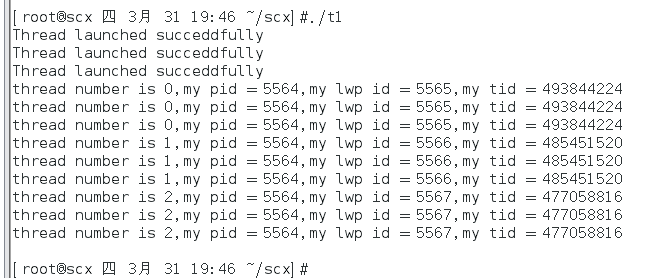 [root@scx 四 3月 31 19:46 ~/scx]#./t1
Thread launched succeddfully
Thread launched succeddfully
Thread launched succeddfully
thread number is 0,my pid = 5564,my lwp id = 5565,my tid = 493844224
thread number is 0,my pid = 5564,my lwp id = 5565,my tid = 493844224
thread number is 0,my pid = 5564,my lwp id = 5565,my tid = 493844224
thread number is 1,my pid = 5564,my lwp id = 5566,my tid = 485451520
thread number is 1,my pid = 5564,my lwp id = 5566,my tid = 485451520
thread number is 1,my pid = 5564,my lwp id = 5566,my tid = 485451520
thread number is 2,my pid = 5564,my lwp id = 5567,my tid = 477058816
thread number is 2,my pid = 5564,my lwp id = 5567,my tid = 477058816
thread number is 2,my pid = 5564,my lwp id = 5567,my tid = 477058816
[root@scx 四 3月 31 19:46 ~/scx]#